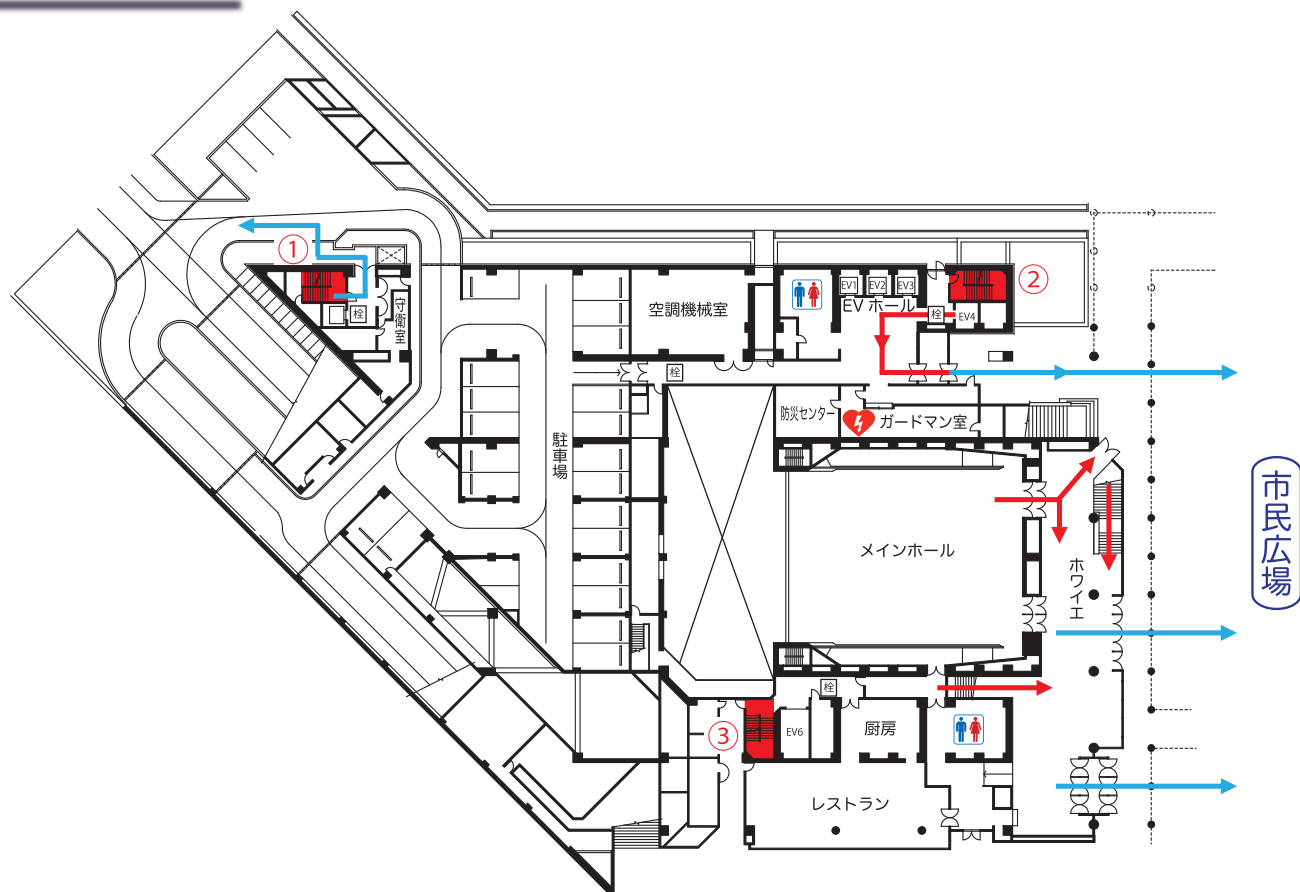 ①
栓
守衛室
空調機械室
EV1
EV2
EV3
EVホール
栓
EV4
②
栓
防災センター
ガードマン室
駐車場
メインホール
ホワイエ
市民広場
栓
③
EV6
厨房
レストラン